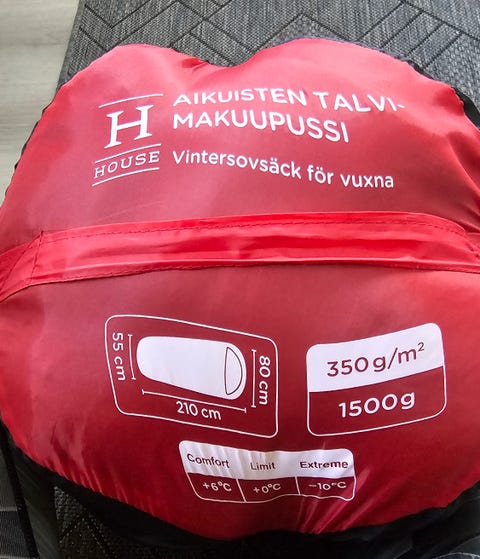 H
HOUSE
AIKUISTEN TALVI-
MAKUUPUSSI
Vintersovsäck för vuxna
55 cm
80 cm
210 cm
350 g/m²
1500g
Comfort Limit Extreme
+6°C +0°C -10°C